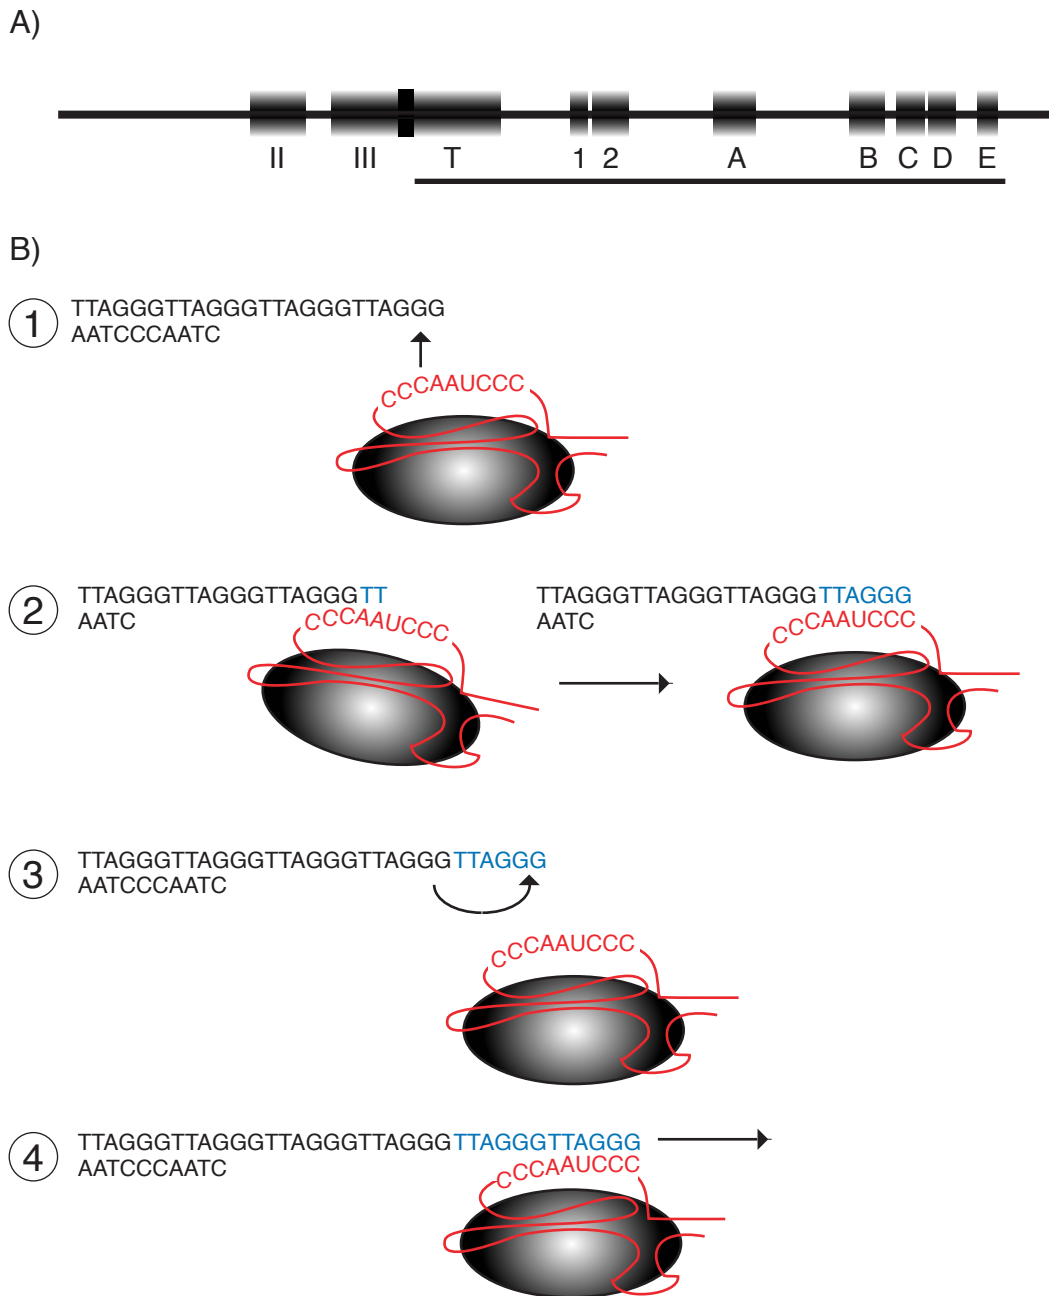 A)
II III T 1 2 A B C D E
B)
1 TTAGGGTTAGGGTTAGGGTTAGGG
AATCCCAATC
CCCAAUCCC
2 TTAGGGTTAGGGTTAGGGTT TTAGGGTTAGGGTTAGGGTTAGGG
AATC AATC
CCCAAUCCC CCCAAUCCC
3 TTAGGGTTAGGGTTAGGGTTAGGGTTAGGG
AATCCCAATC
CCCAAUCCC
4 TTAGGGTTAGGGTTAGGGTTAGGGTTAGGGTTAGGG
AATCCCAATC
CCCAAUCCC